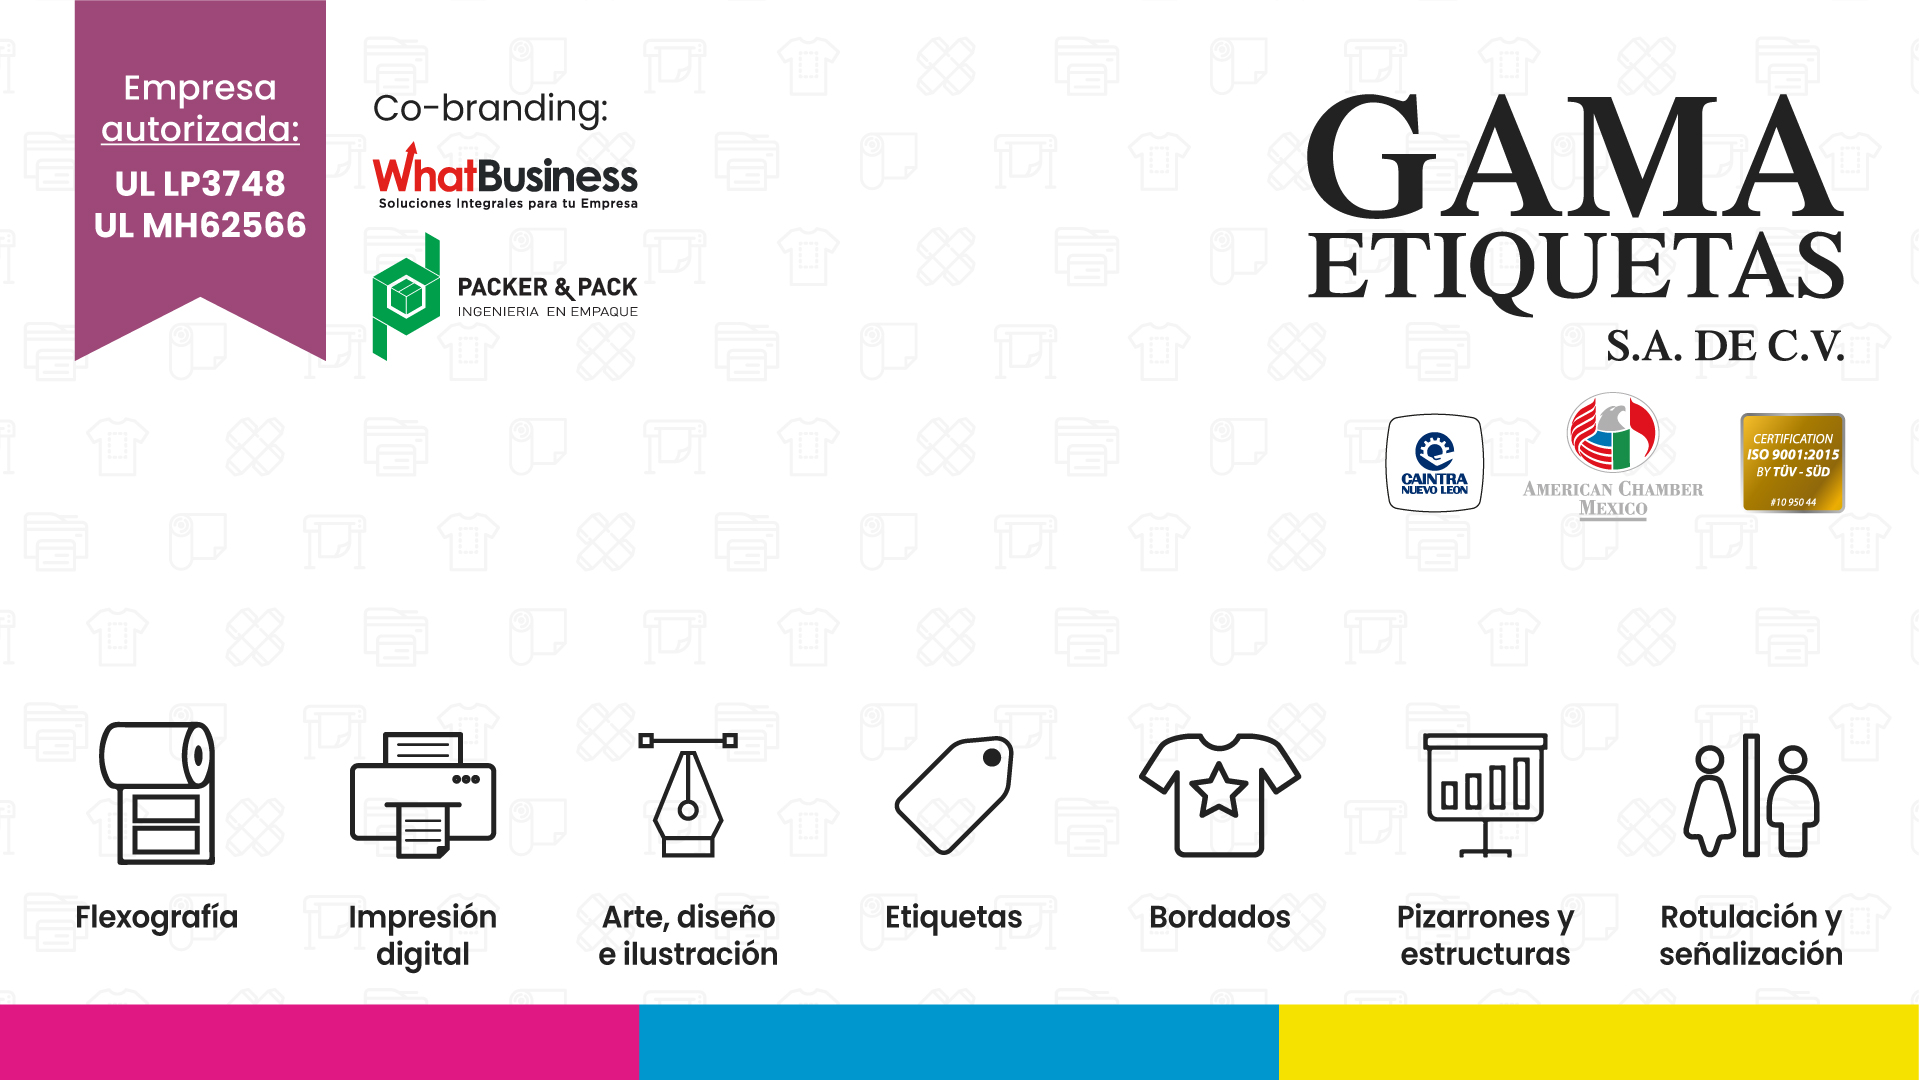 Empresa
autorizada:
UL LP3748
UL MH62566
Co-branding:
WhatBusiness
Soluciones Integrales para tu Empresa
PACKER & PACK
INGENIERIA EN EMPAQUE
GAMA
ETIQUETAS
S.A. DE C.V.
CAINTRA
NUEVO LEON
AMERICAN CHAMBER
MEXICO
CERTIFICATION
ISO 9001:2015
BY TÜV - SÜD
#10 950 44
Flexografía
Impresión
digital
Arte, diseño
e ilustración
Etiquetas
Bordados
Pizarrones y
estructuras
Rotulación y
señalización